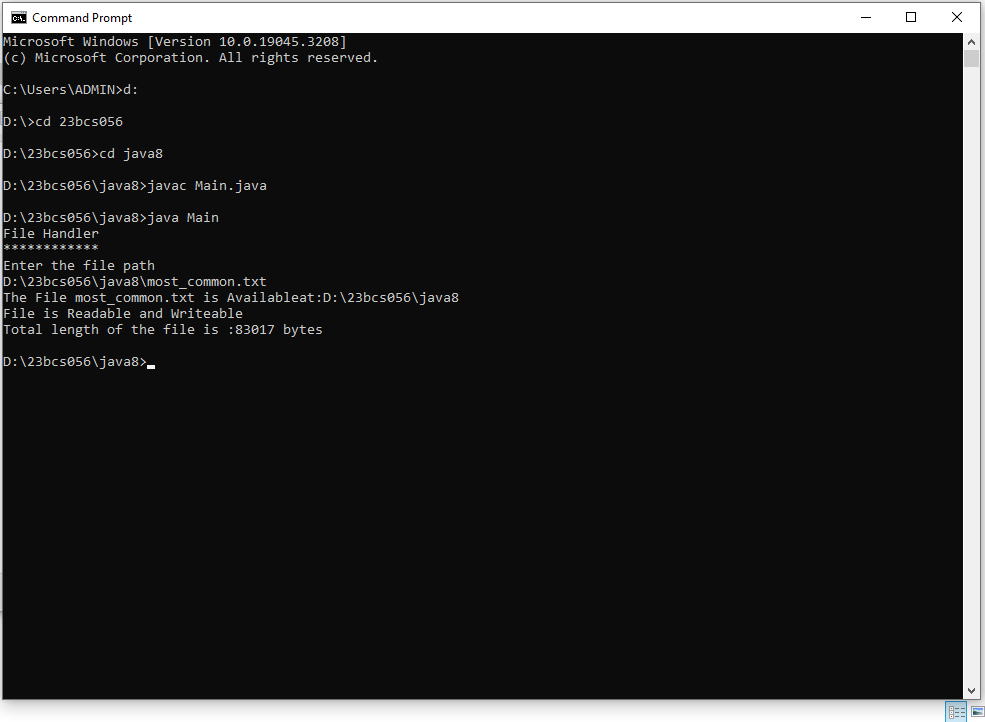 Command Prompt
Microsoft Windows [Version 10.0.19045.3208]
(c) Microsoft Corporation. All rights reserved.
C:\Users\ADMIN>d:
D:\>cd 23bcs056
D:\23bcs056>cd java8
D:\23bcs056\java8>javac Main.java
D:\23bcs056\java8>java Main
File Handler
************
Enter the file path
D:\23bcs056\java8\most_common.txt
The File most_common.txt is Availableat:D:\23bcs056\java8
File is Readable and Writeable
Total length of the file is :83017 bytes
D:\23bcs056\java8>